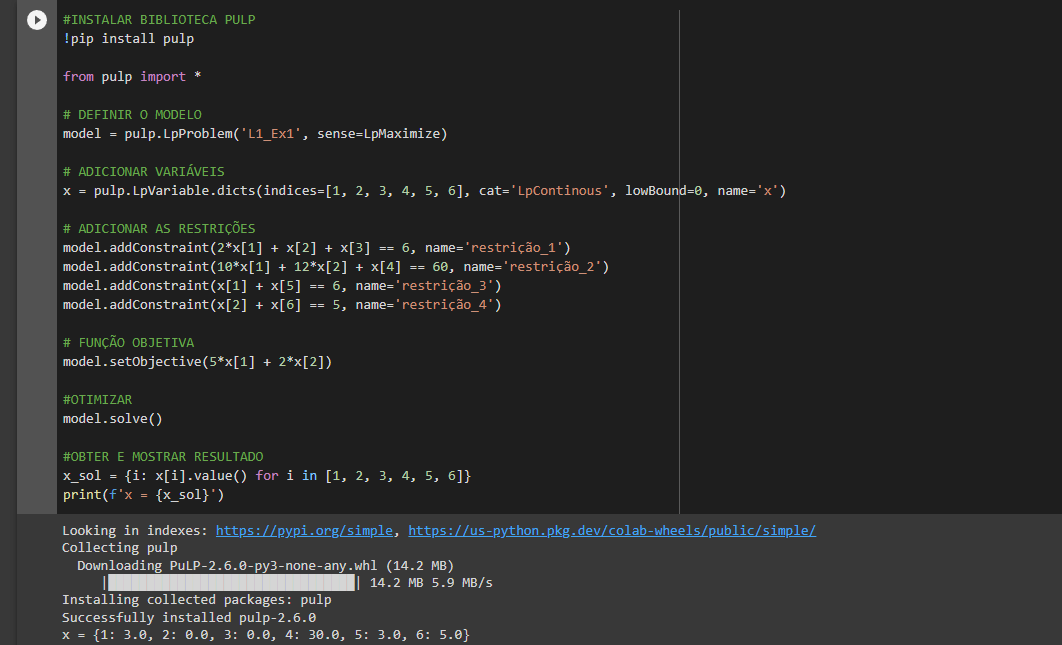 #INSTALAR BIBLIOTECA PULP
!pip install pulp
from pulp import *
# DEFINIR O MODELO
model = pulp.LpProblem('L1_Ex1', sense=LpMaximize)
# ADICIONAR VARIÁVEIS
x = pulp.LpVariable.dicts(indices=[1, 2, 3, 4, 5, 6], cat='LpContinous', lowBound=0, name='x')
# ADICIONAR AS RESTRIÇÕES
model.addConstraint(2*x[1] + x[2] + x[3] == 6, name='restrição_1')
model.addConstraint(10*x[1] + 12*x[2] + x[4] == 60, name='restrição_2')
model.addConstraint(x[1] + x[5] == 6, name='restrição_3')
model.addConstraint(x[2] + x[6] == 5, name='restrição_4')
# FUNÇÃO OBJETIVA
model.setObjective(5*x[1] + 2*x[2])
#OTIMIZAR
model.solve()
#OBTER E MOSTRAR RESULTADO
x_sol = {i: x[i].value() for i in [1, 2, 3, 4, 5, 6]}
print(f'x = {x_sol}')
Looking in indexes: https://pypi.org/simple, https://us-python.pkg.dev/colab-wheels/public/simple/
Collecting pulp
Downloading PuLP-2.6.0-py3-none-any.whl (14.2 MB)
|████████████████████████████████| 14.2 MB 5.9 MB/s
Installing collected packages: pulp
Successfully installed pulp-2.6.0
x = {1: 3.0, 2: 0.0, 3: 0.0, 4: 30.0, 5: 3.0, 6: 5.0}